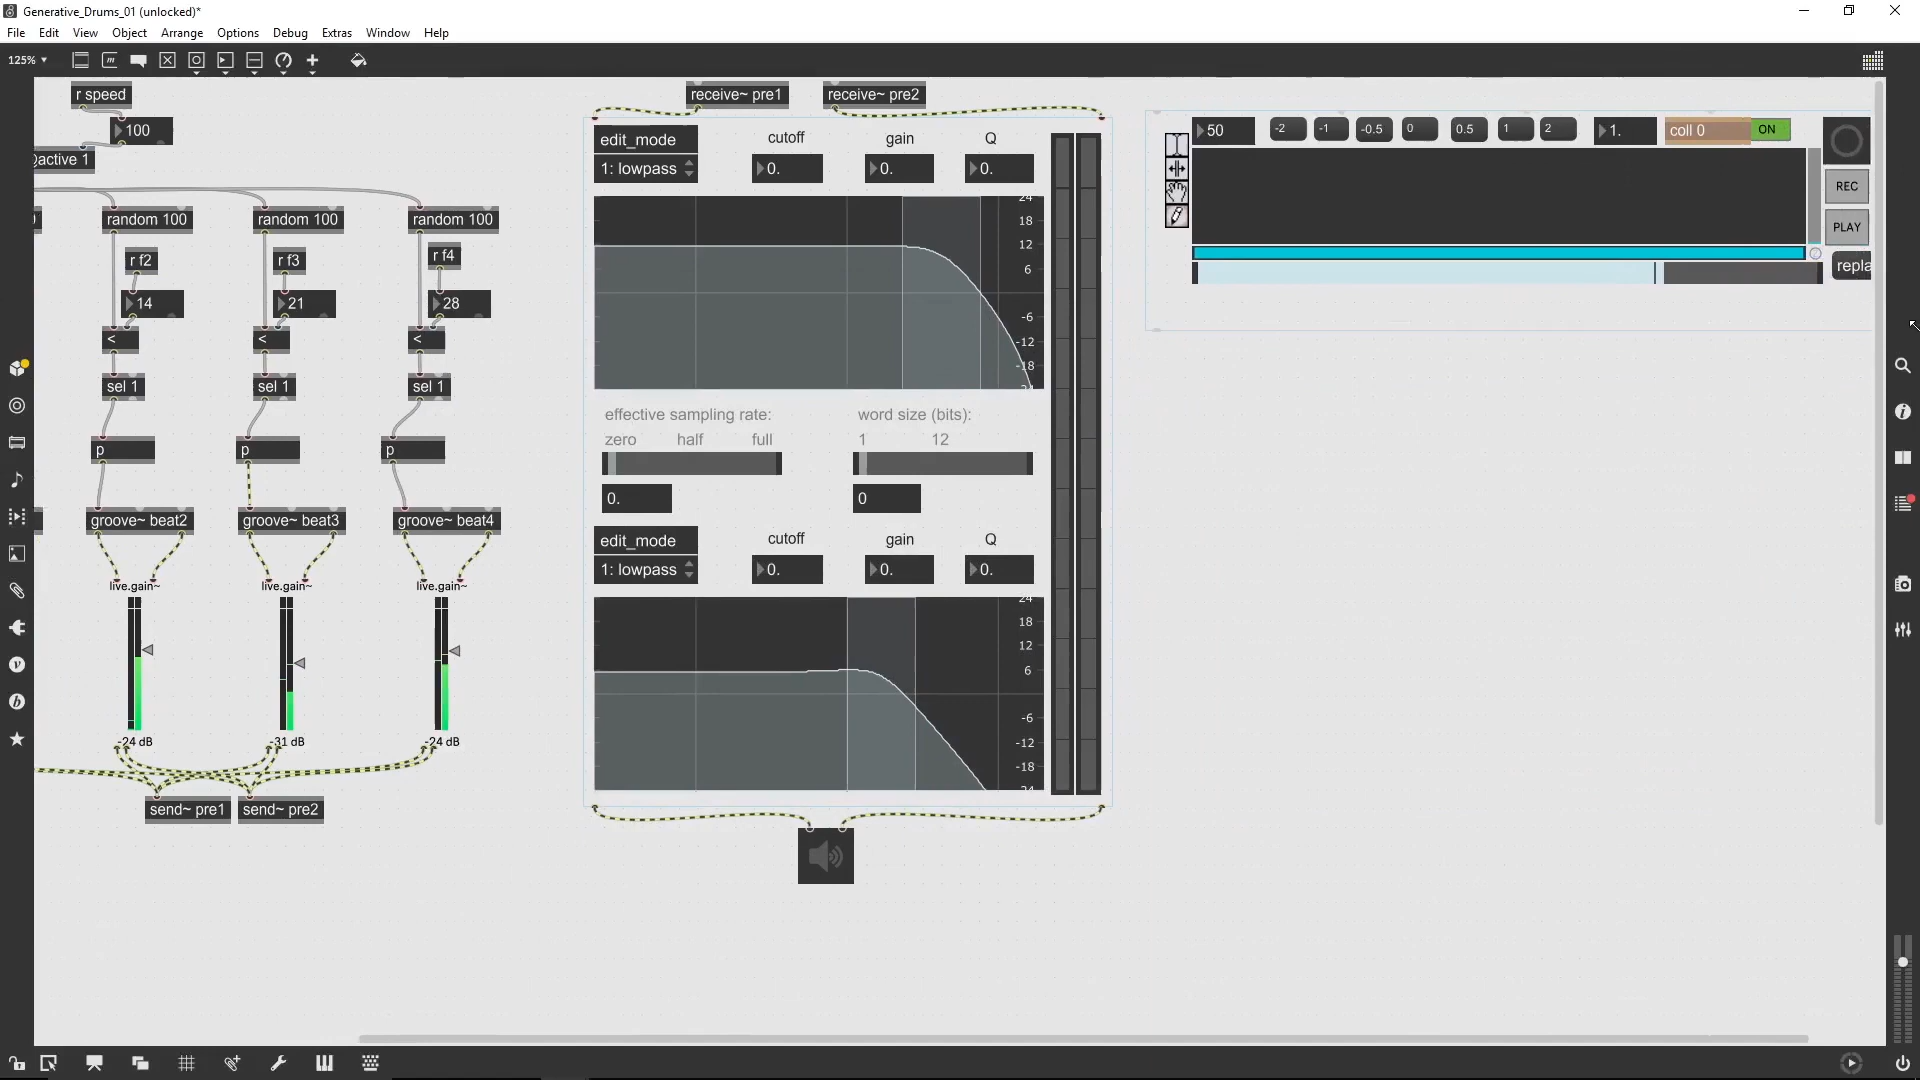 Generative_Drums_01 (unlocked)*
File Edit View Object Arrange Options Debug Extras Window Help
125%
r speed
100
active 1
random 100
random 100
random 100
r f2
r f3
r f4
14
21
28
<
<
<
sel 1
sel 1
sel 1
p
p
p
groove~ beat2
groove~ beat3
groove~ beat4
live.gain~
live.gain~
live.gain~
-24 dB
-31 dB
-24 dB
send~ pre1
send~ pre2
receive~ pre1
receive~ pre2
edit_mode
cutoff
gain
Q
1: lowpass
0.
0.
0.
24
18
12
6
-6
-12
-18
effective sampling rate:
word size (bits):
zero
half
full
1
12
0.
0
edit_mode
cutoff
gain
Q
1: lowpass
0.
0.
0.
24
18
12
6
-6
-12
-18
50
-2
-1
-0.5
0
0.5
1
2
1.
coll 0
ON
REC
PLAY
repla